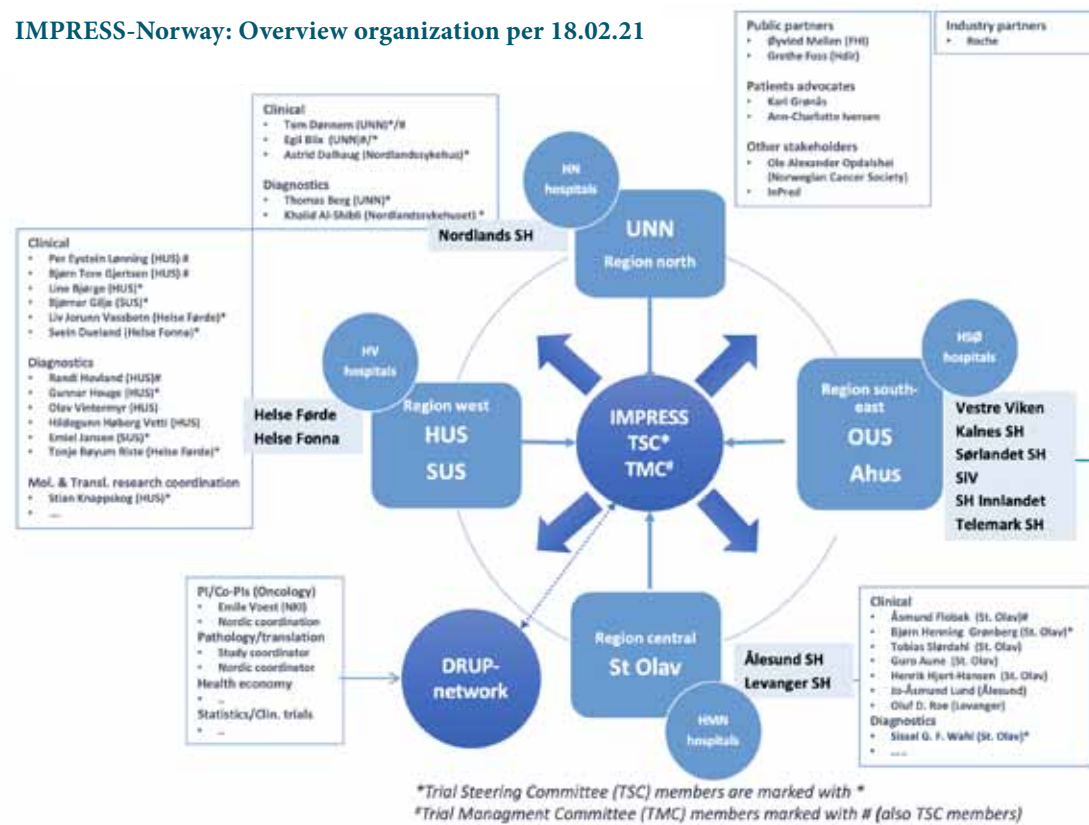 IMPRESS-Norway: Overview organization per 18.02.21
Public partners
• Øyvind Mellen (FHI)
• Grethe Foss (Hdir)
Patients advocates
• Karl Grønås
• Ann-Charlotte Iversen
Other stakeholders
• Ole Alexander Opdalshei
(Norwegian Cancer Society)
• InPred
Industry partners
• Roche
Clinical
• Tom Dønnem (UNN)*/#
• Egil Blix (UNN)#/*
• Astrid Dalhaug (Nordlandssykehus)*
Diagnostics
• Thomas Berg (UNN)*
• Khalid Al-Shibli (Nordlandssykehuset) *
HN
hospitals
Nordlands SH
UNN
Region north
Clinical
• Per Eystein Lønning (HUS) #
• Bjørn Tore Gjertsen (HUS) #
• Line Bjørge (HUS)*
• Bjørnar Gilje (SUS)*
• Liv Jorunn Vassbotn (Helse Førde)*
• Svein Dueland (Helse Fonna)*
Diagnostics
• Randi Hovland (HUS)#
• Gunnar Houge (HUS)*
• Olav Vintermyr (HUS)
• Hildegunn Høberg Vetti (HUS)
• Emiel Jansen (SUS)*
• Tonje Bøyum Riste (Helse Førde)*
Mol. & Transl. research coordination
• Stian Knappskog (HUS)*
• ....
HV
hospitals
Helse Førde
Helse Fonna
Region west
HUS
SUS
IMPRESS
TSC*
TMC#
HSØ
hospitals
Region south-
east
OUS
Ahus
Vestre Viken
Kalnes SH
Sørlandet SH
SiV
SH Innlandet
Telemark SH
PI/Co-PIs (Oncology)
• Emile Voest (NKI)
• Nordic coordination
Pathology/translation
• Study coordinator
• Nordic coordinator
Health economy
• ...
Statistics/Clin. trials
• ...
DRUP-
network
Region central
St Olav
HMN
hospitals
Ålesund SH
Levanger SH
Clinical
• Åsmund Flobak (St. Olav)#
• Bjørn Henning Grønberg (St. Olav)*
• Tobias Slørdahl (St. Olav)
• Guro Aune (St. Olav)
• Henrik Hjort-Hansen (St. Olav)
• Jo-Åsmund Lund (Ålesund)
• Oluf D. Røe (Levanger)
Diagnostics
• Sissel G. F. Wahl (St. Olav)*
• .....
*Trial Steering Committee (TSC) members are marked with *
#Trial Managment Committee (TMC) members marked with # (also TSC members)